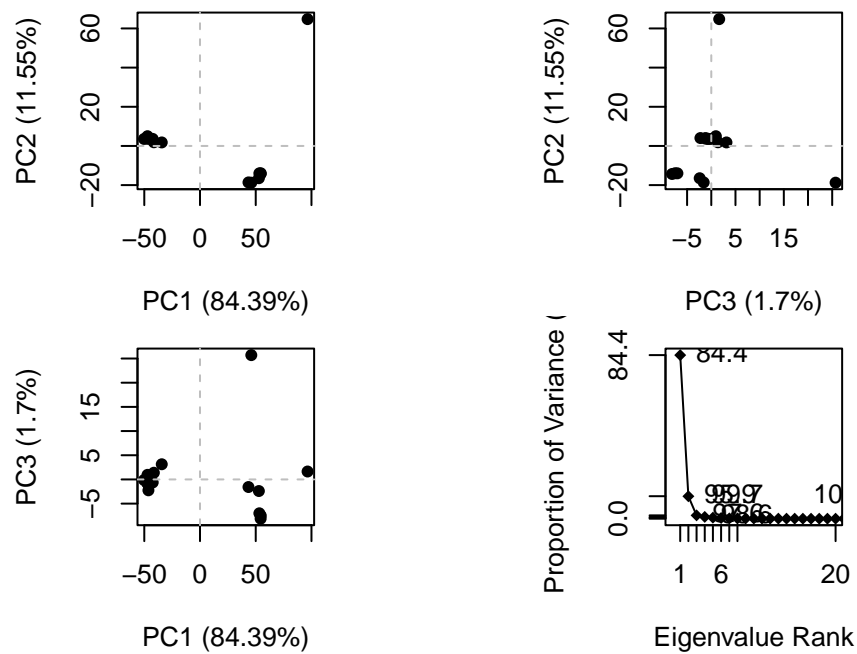 PC2 (11.55%)
60
20
−20
−50 0 50
PC1 (84.39%)
PC2 (11.55%)
60
20
−20
−5 5 15
PC3 (1.7%)
PC3 (1.7%)
15
5
−5
−50 0 50
PC1 (84.39%)
Proportion of Variance (
84.4
0.0
84.4
10
1 6 20
Eigenvalue Rank